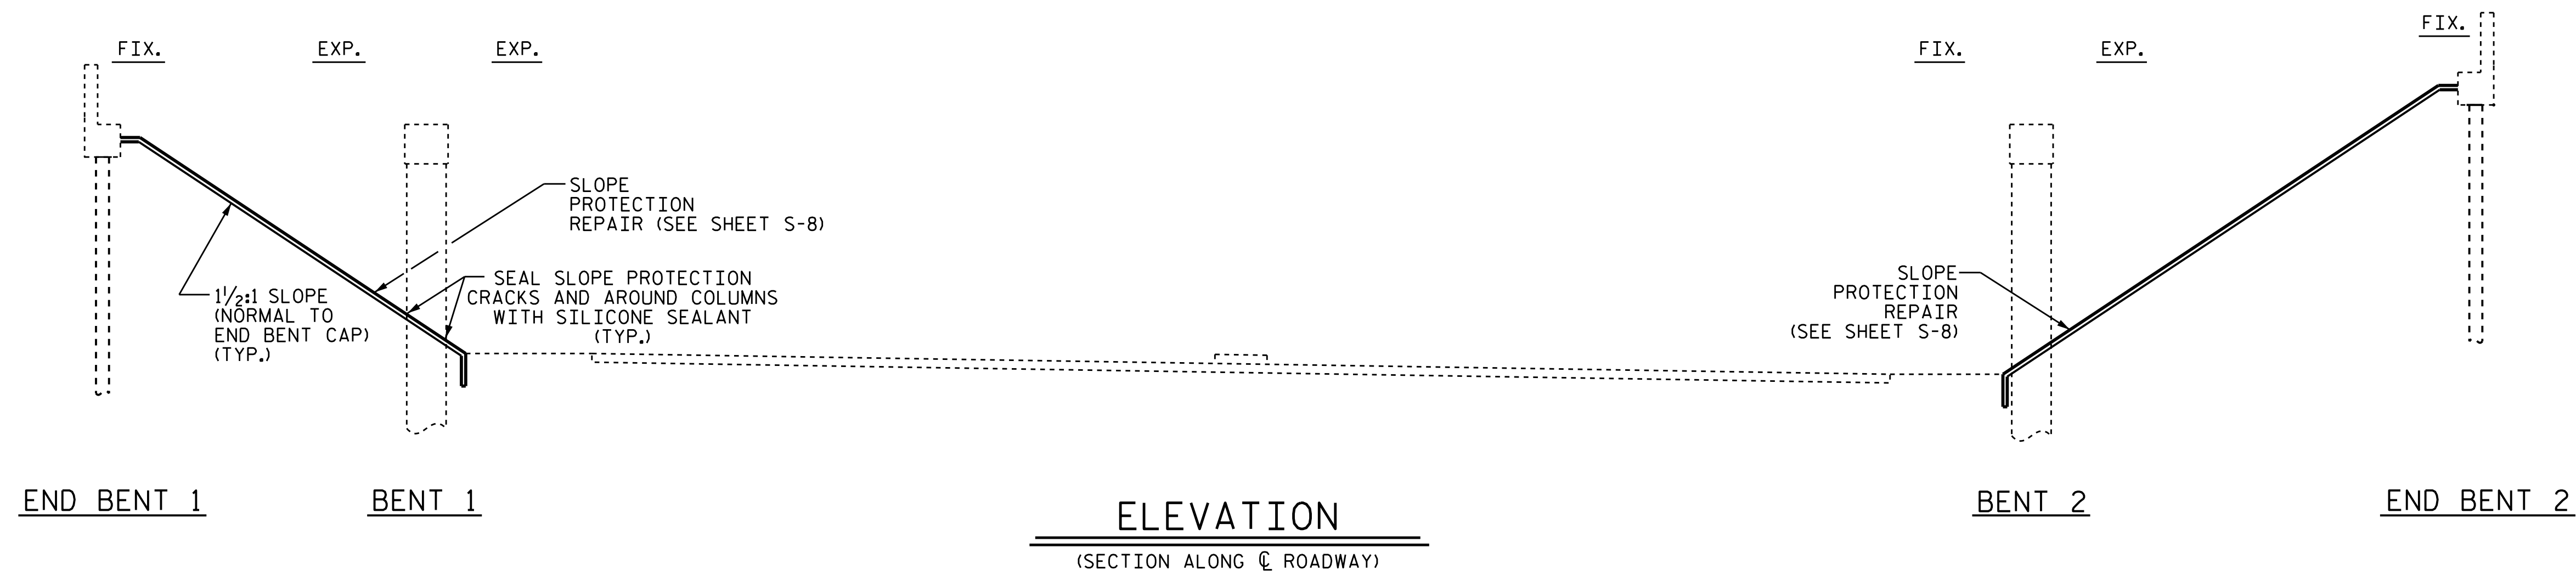 FIX.
EXP.
EXP.
FIX.
EXP.
FIX.
SLOPE
PROTECTION
REPAIR (SEE SHEET S-8)
SEAL SLOPE PROTECTION
CRACKS AND AROUND COLUMNS
WITH SILICONE SEALANT
(TYP.)
1½:1 SLOPE
(NORMAL TO
END BENT CAP)
(TYP.)
SLOPE
PROTECTION
REPAIR
(SEE SHEET S-8)
END BENT 1
BENT 1
BENT 2
END BENT 2
ELEVATION
(SECTION ALONG ℄ ROADWAY)